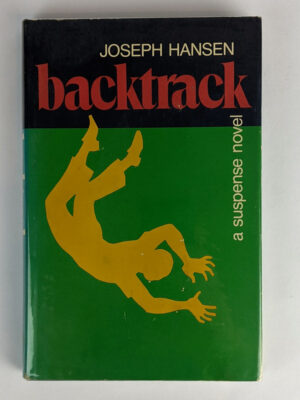 JOSEPH HANSEN
backtrack
a suspense novel